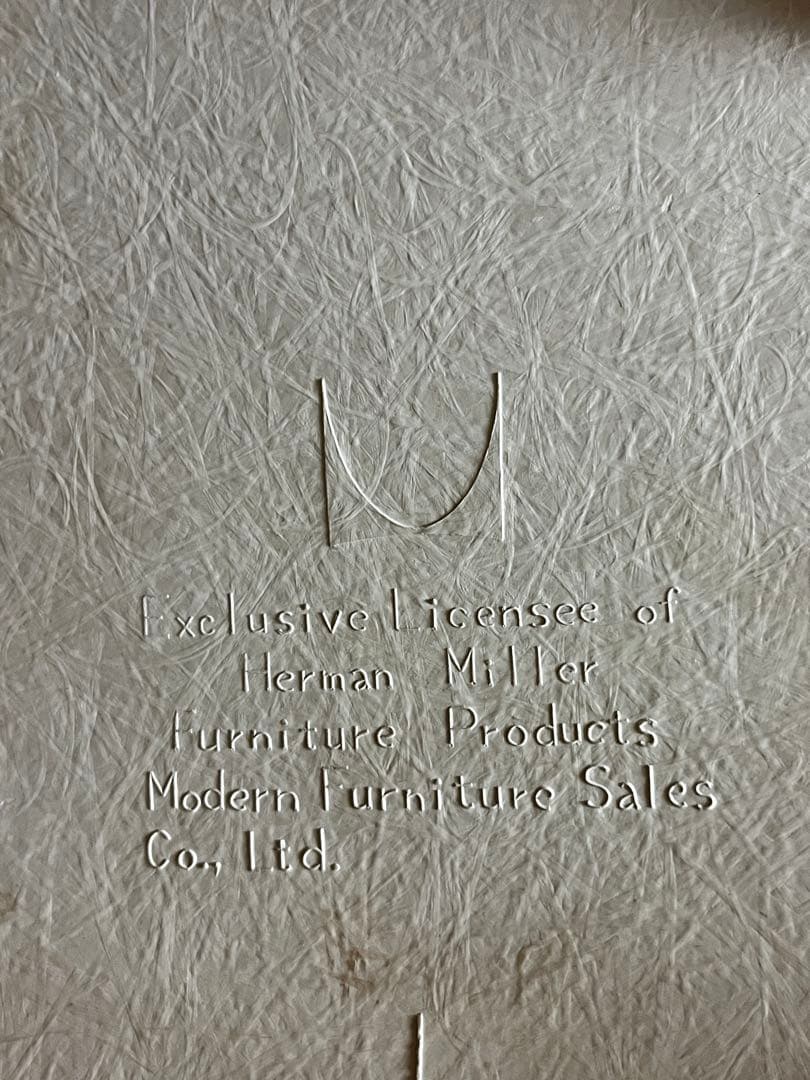 Exclusive Licensee of
Herman Miller
Furniture Products
Modern Furniture Sales
Co., Ltd.